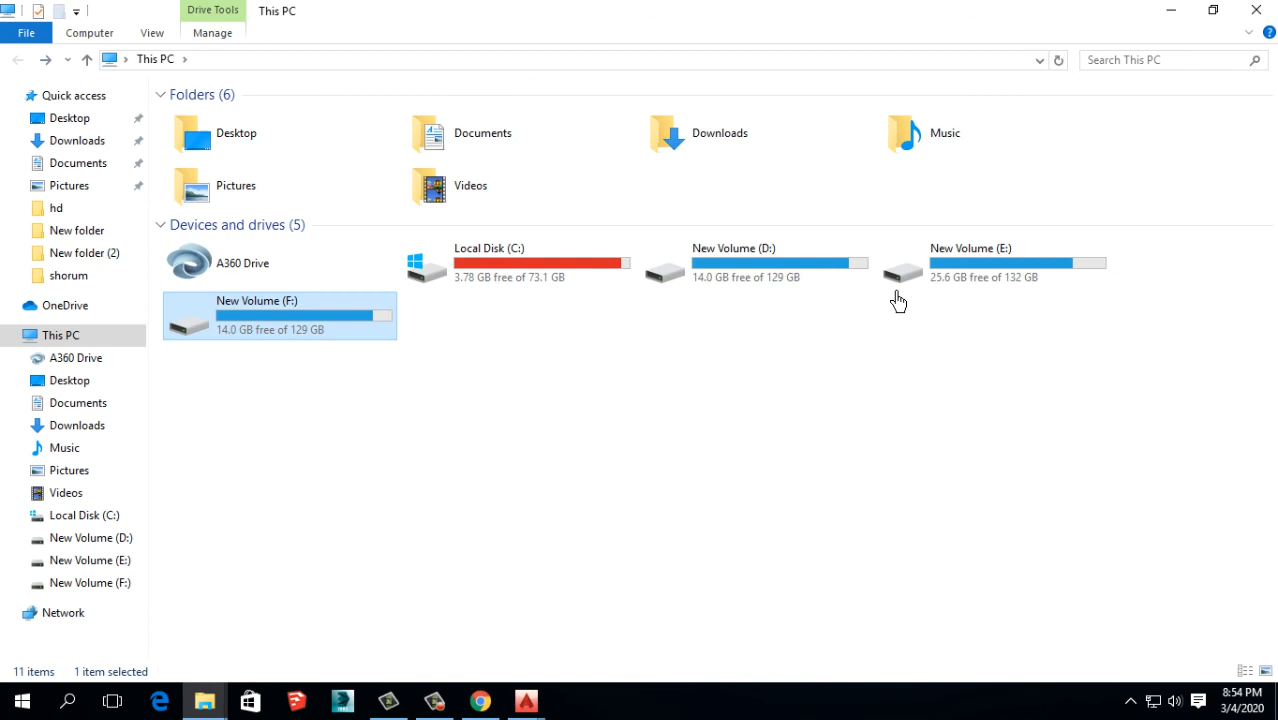 Drive Tools
This PC
File
Computer
View
Manage
This PC
Search This PC
Quick access
Desktop
Downloads
Documents
Pictures
hd
New folder
New folder (2)
shorum
OneDrive
This PC
A360 Drive
Desktop
Documents
Downloads
Music
Pictures
Videos
Local Disk (C:)
New Volume (D:)
New Volume (E:)
New Volume (F:)
Network
Folders (6)
Desktop
Documents
Downloads
Music
Pictures
Videos
Devices and drives (5)
A360 Drive
Local Disk (C:)
3.78 GB free of 73.1 GB
New Volume (D:)
14.0 GB free of 129 GB
New Volume (E:)
25.6 GB free of 132 GB
New Volume (F:)
14.0 GB free of 129 GB
11 items
1 item selected
8:54 PM
3/4/2020